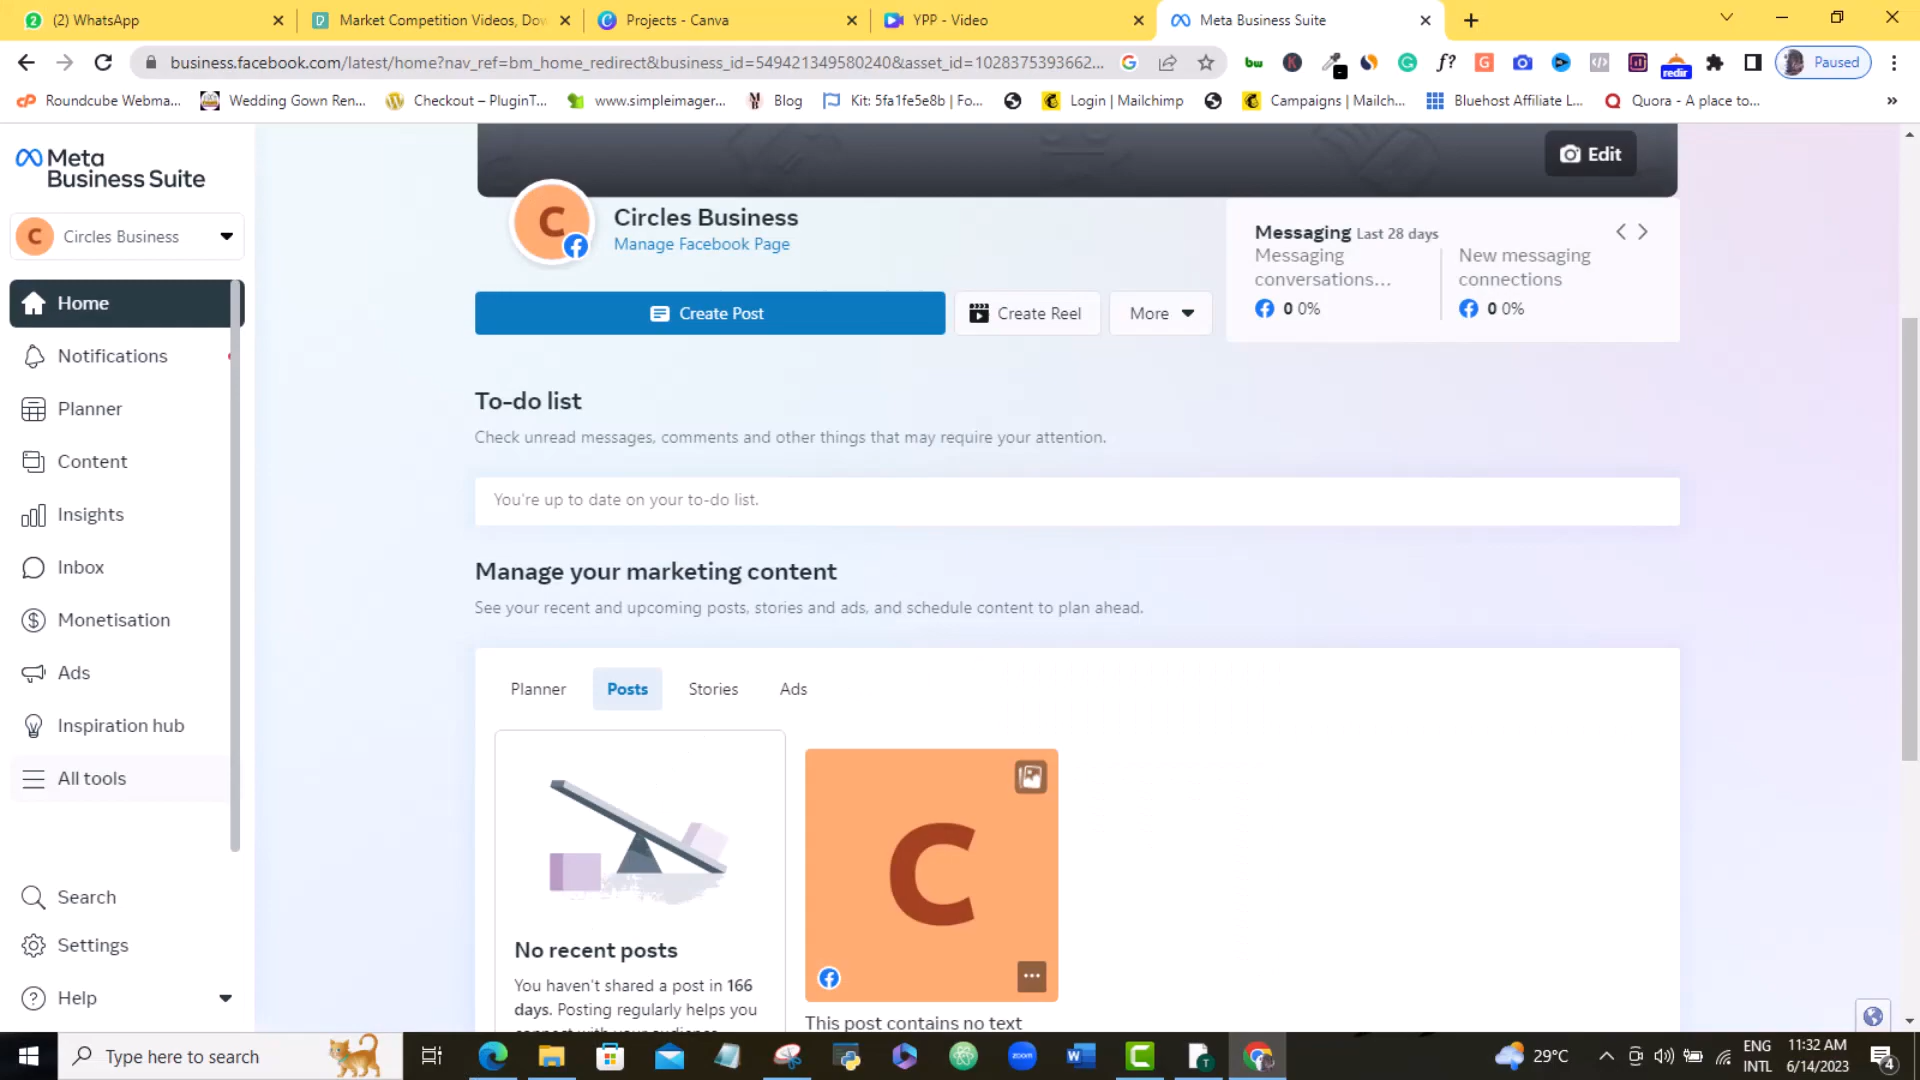 (2) WhatsApp
Market Competition Videos, Dow
Projects - Canva
YPP - Video
Meta Business Suite
business.facebook.com/latest/home?nav_ref=bm_home_redirect&business_id=549421349580240&asset_id=1028375393662...
bw
f?
redir
Paused
Roundcube Webma...
Wedding Gown Ren...
Checkout – PluginT...
www.simpleimager...
Blog
Kit: 5fa1fe5e8b | Fo...
Login | Mailchimp
Campaigns | Mailch...
Bluehost Affiliate L...
Quora - A place to...
Meta
Business Suite
C
Circles Business
Home
Notifications
Planner
Content
Insights
Inbox
Monetisation
Ads
Inspiration hub
All tools
Search
Settings
Help
Edit
C
Circles Business
Manage Facebook Page
Create Post
Create Reel
More
Messaging Last 28 days
Messaging
conversations...
0 0%
New messaging
connections
0 0%
To-do list
Check unread messages, comments and other things that may require your attention.
You're up to date on your to-do list.
Manage your marketing content
See your recent and upcoming posts, stories and ads, and schedule content to plan ahead.
Planner
Posts
Stories
Ads
No recent posts
You haven't shared a post in 166
days. Posting regularly helps you
C
This post contains no text
Type here to search
zoom
29°C
ENG
INTL
11:32 AM
6/14/2023
4